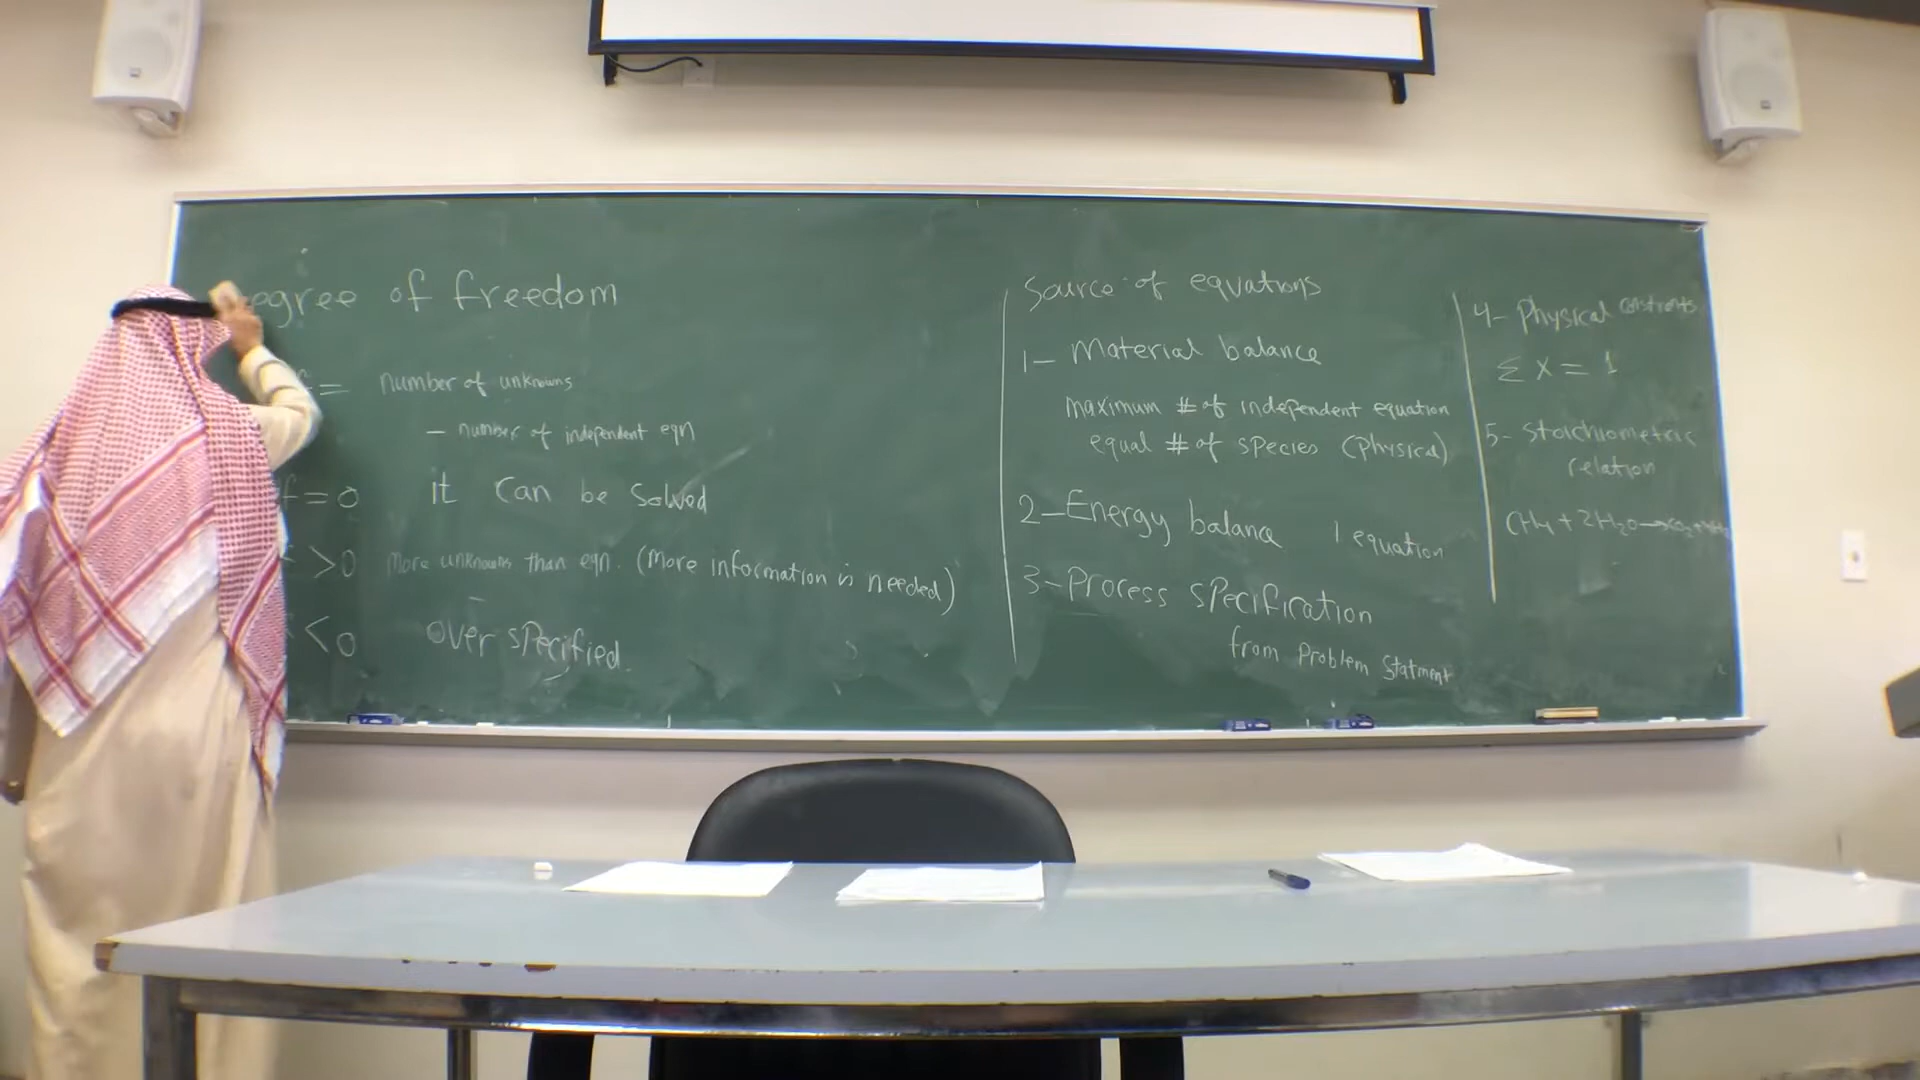 egree of freedom
= number of unknowns
– number of independent eqn
f = 0 it can be solved
>0 more unknowns than eqn. (more information is needed)
<0 over specified.
Source of equations
1– Material balance
maximum # of independent equation
equal # of species (physical)
2– Energy balance 1 equation
3– Process specification
from problem statment
4– Physical
Σ X = 1
5– Stoichiometric
relation
CH4 + 2H2O →